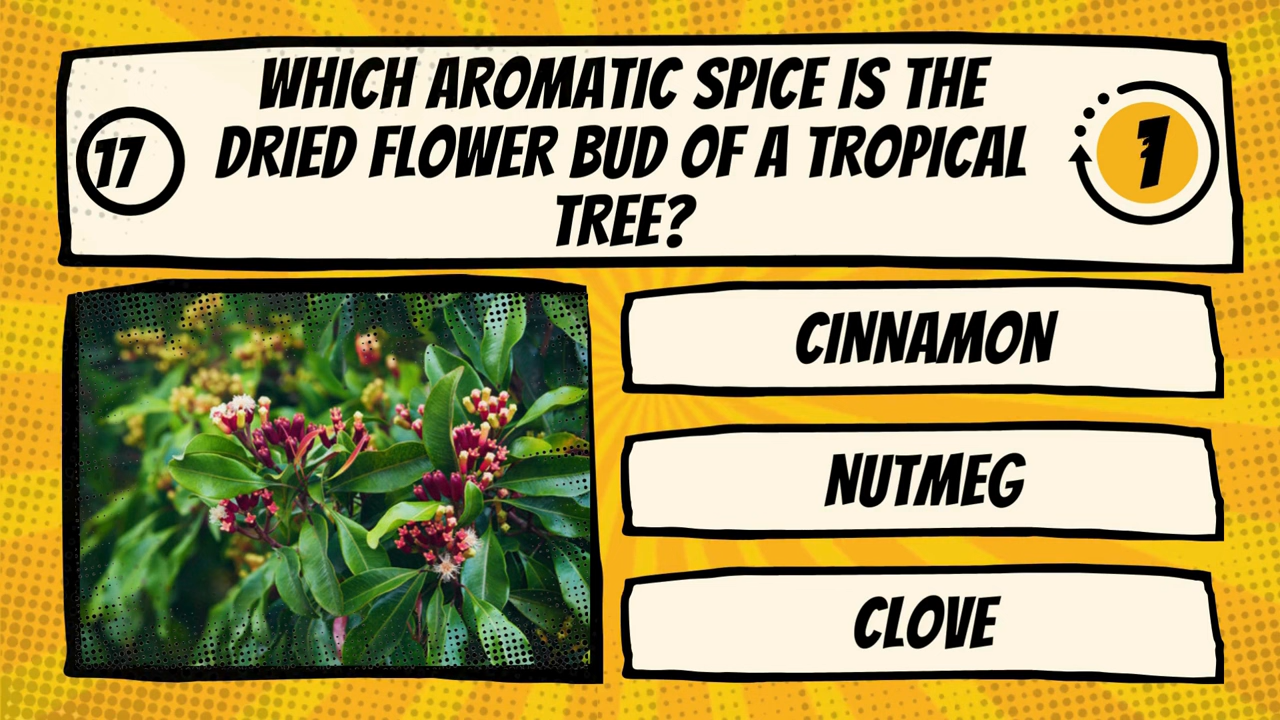 WHICH AROMATIC SPICE IS THE
17
DRIED FLOWER BUD OF A TROPICAL
1
TREE?
CINNAMON
NUTMEG
CLOVE